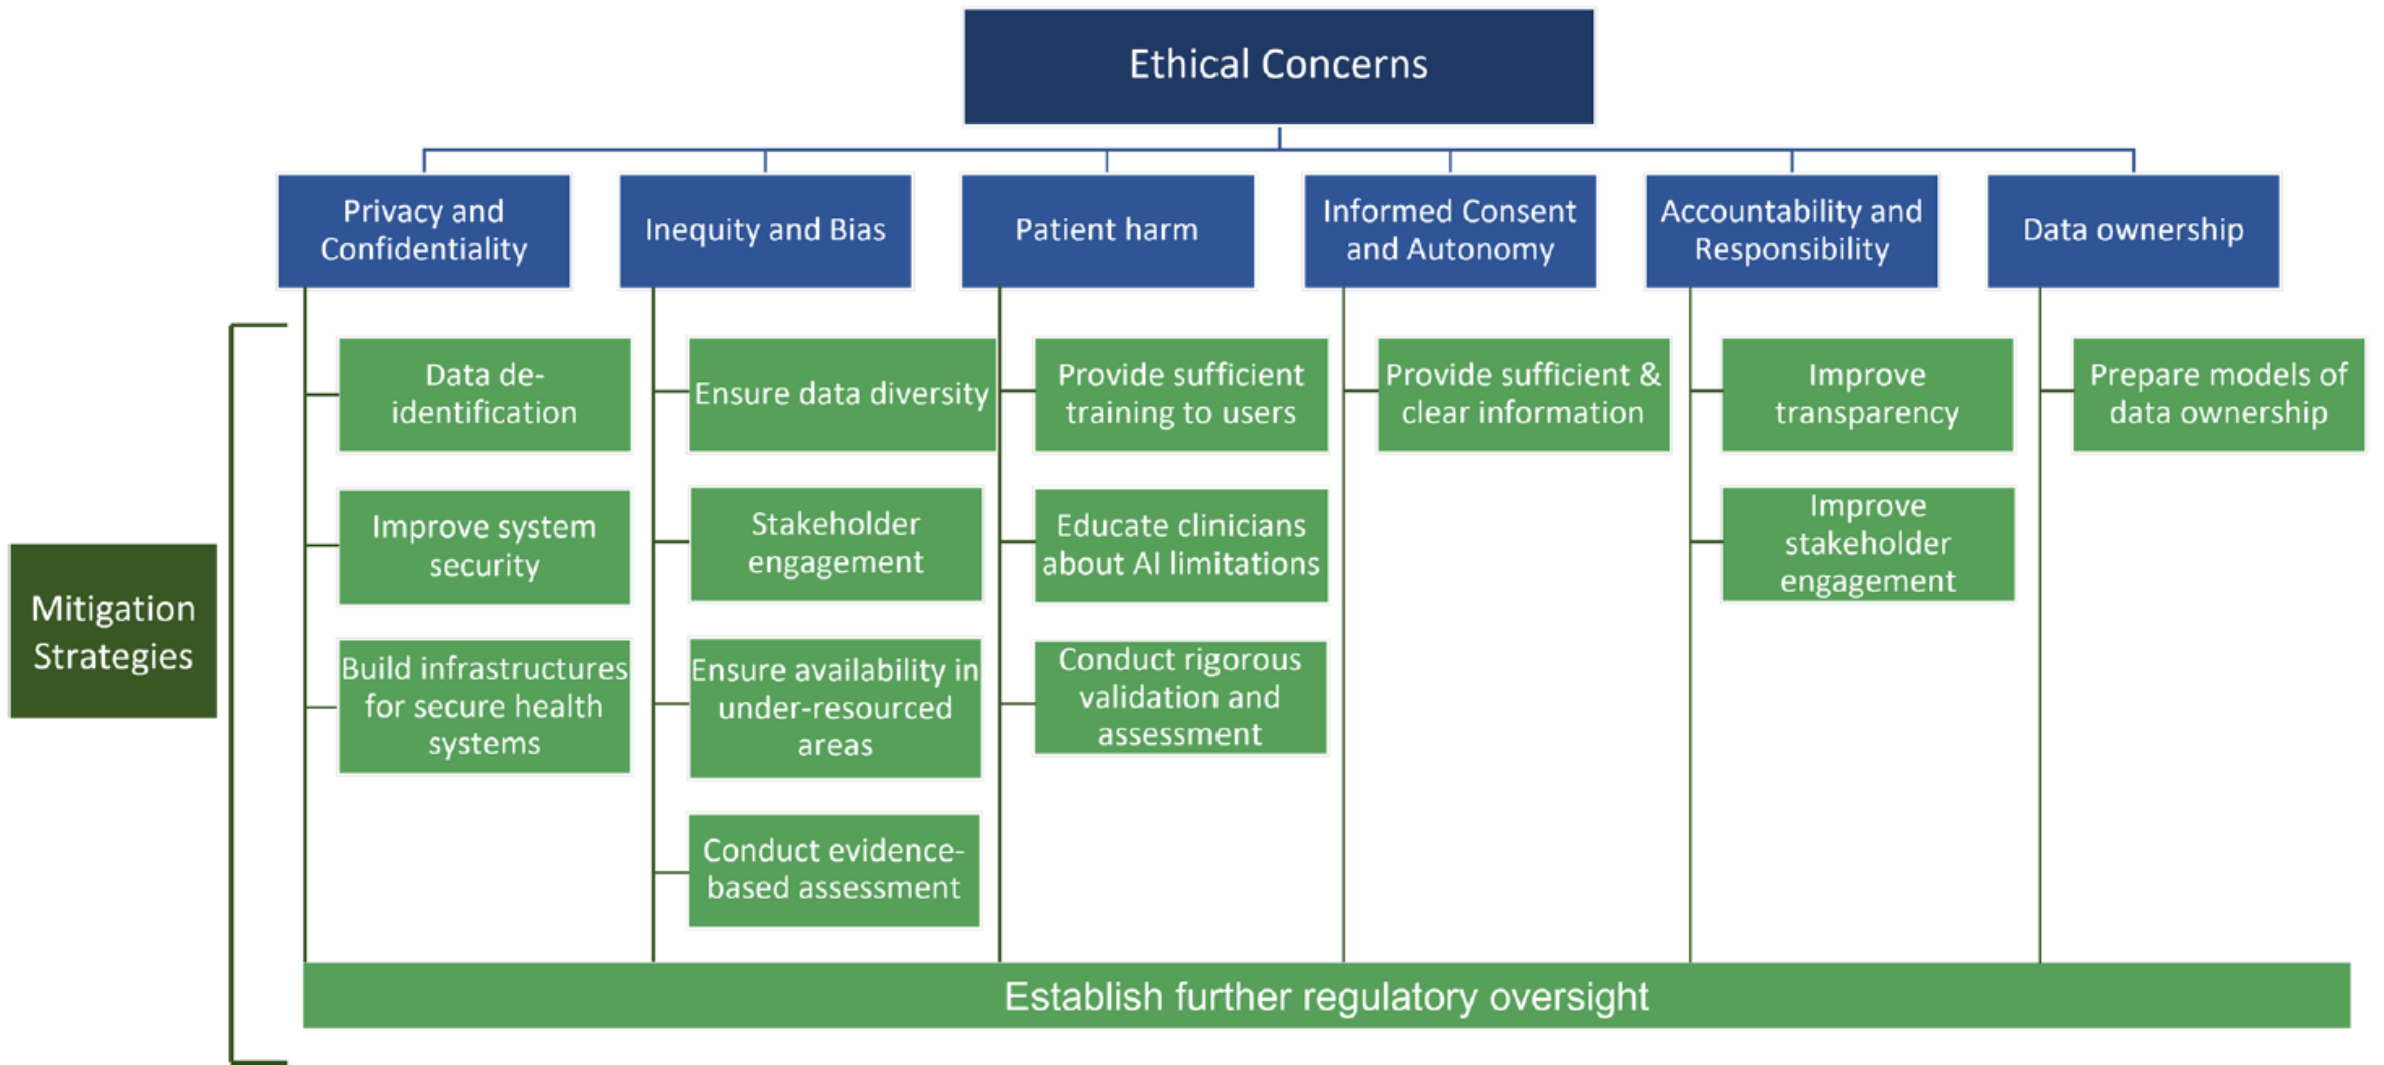 Ethical Concerns
Privacy and
Confidentiality
Inequity and Bias
Patient harm
Informed Consent
and Autonomy
Accountability and
Responsibility
Data ownership
Mitigation
Strategies
Data de-
identification
Improve system
security
Build infrastructures
for secure health
systems
Ensure data diversity
Stakeholder
engagement
Ensure availability in
under-resourced
areas
Conduct evidence-
based assessment
Provide sufficient
training to users
Educate clinicians
about AI limitations
Conduct rigorous
validation and
assessment
Provide sufficient &
clear information
Improve
transparency
Improve
stakeholder
engagement
Prepare models of
data ownership
Establish further regulatory oversight